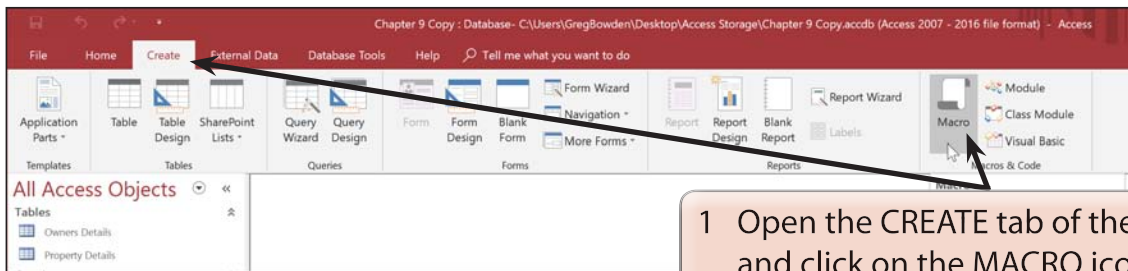 Chapter 9 Copy : Database- C:\Users\GregBowden\Desktop\Access Storage\Chapter 9 Copy.accdb (Access 2007 - 2016 file format) - Access
File Home Create External Data Database Tools Help Tell me what you want to do
Application Parts
Table
Table Design
SharePoint Lists
Query Wizard
Query Design
Form
Form Design
Blank Form
Form Wizard
Navigation
More Forms
Report
Report Design
Blank Report
Report Wizard
Labels
Macro
Module
Class Module
Visual Basic
Templates Tables Queries Forms Reports Macros & Code
All Access Objects
Tables
Owners Details
Property Details
1 Open the CREATE tab of the
and click on the MACRO